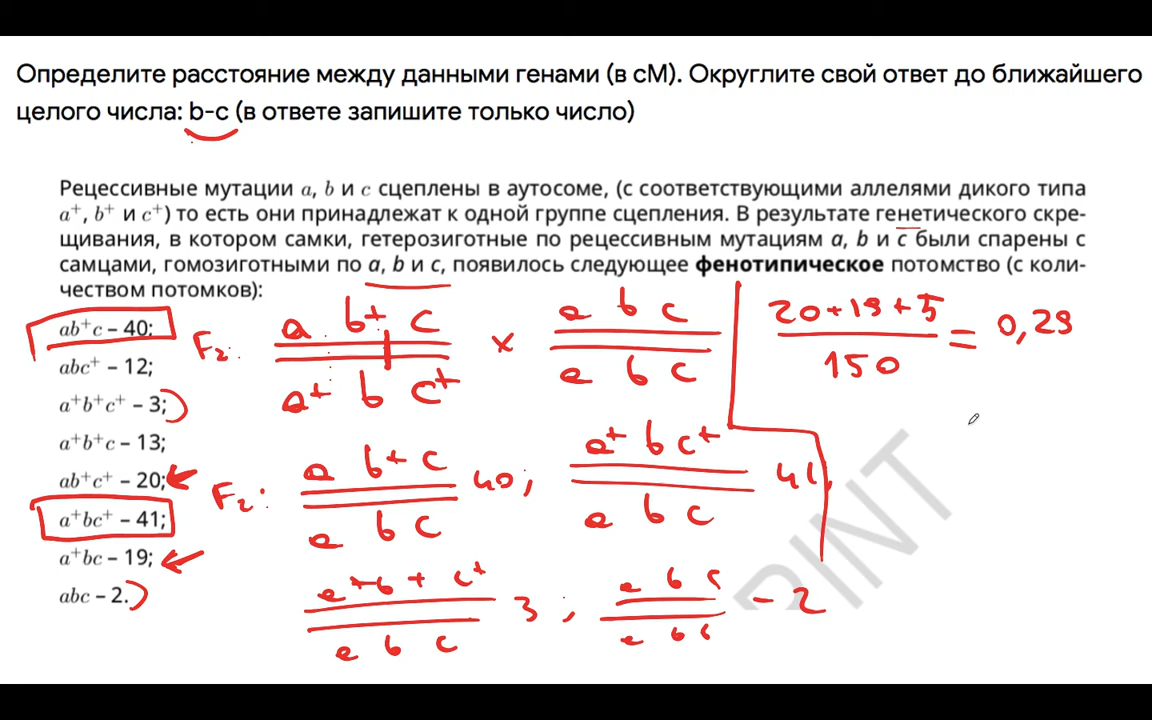 Определите расстояние между данными генами (в сМ). Округлите свой ответ до ближайшего
целого числа: b-c (в ответе запишите только число)
Рецессивные мутации a, b и c сцеплены в аутосоме, (с соответствующими аллелями дикого типа
a⁺, b⁺ и c⁺) то есть они принадлежат к одной группе сцепления. В результате генетического скре-
щивания, в котором самки, гетерозиготные по рецессивным мутациям a, b и c были спарены с
самцами, гомозиготными по a, b и c, появилось следующее фенотипическое потомство (с коли-
чеством потомков):
ab⁺c – 40;
abc⁺ – 12;
a⁺b⁺c⁺ – 3;
a⁺b⁺c – 13;
ab⁺c⁺ – 20;
a⁺bc⁺ – 41;
a⁺bc – 19;
abc – 2.
F₂: a b+ c x a b c
a+ b c+ a b c
20+19+5
150
= 0,29
F₂: a b+ c 40; a+ b c+ 41
a b c a b c
a+b+ c+ 3; a b c - 2
a b c a b c
PRINT